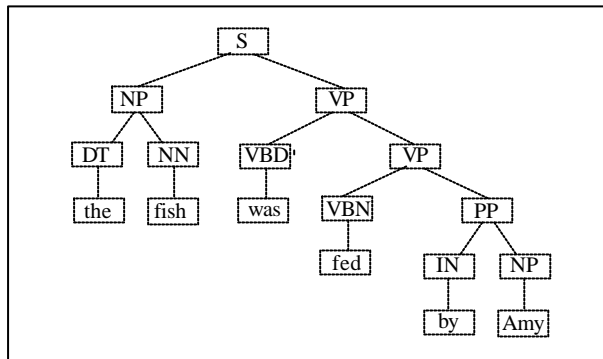 S
NP VP
DT NN VBD' VP
the fish was VBN PP
fed IN NP
by Amy